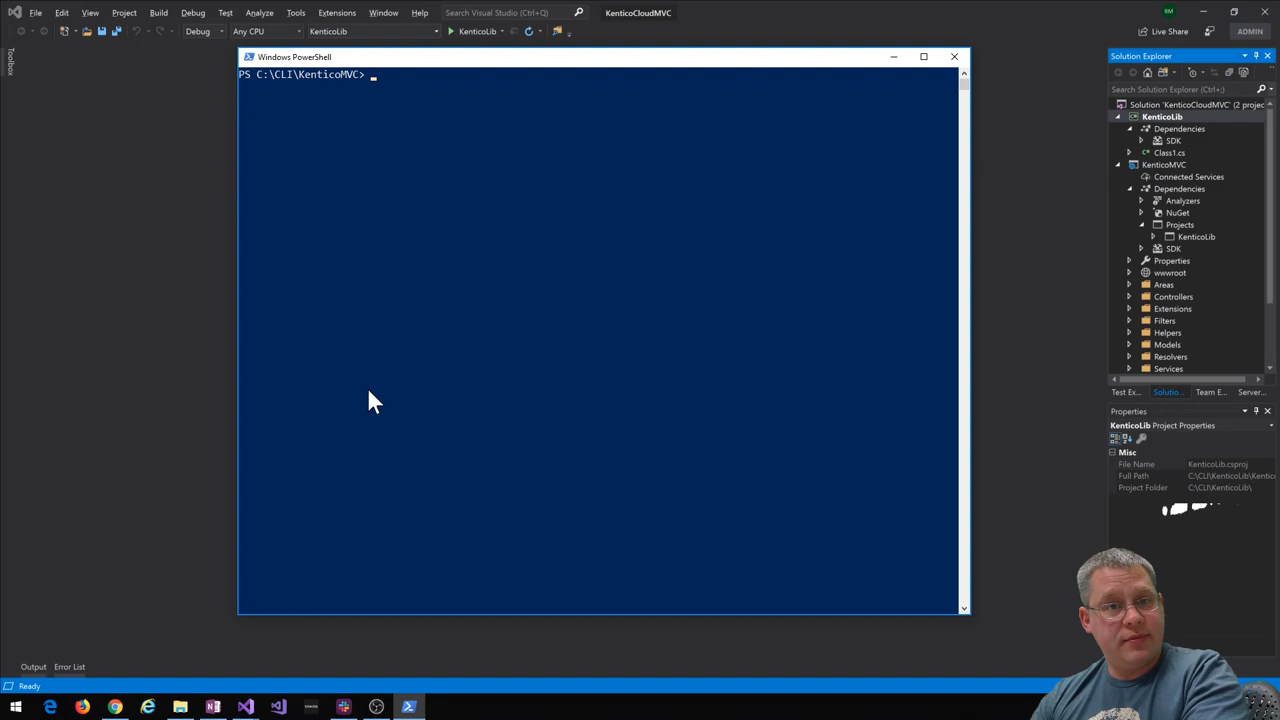 File Edit View Project Build Debug Test Analyze Tools Extensions Window Help Search Visual Studio (Ctrl+Q) KenticoCloudMVC BM
Debug Any CPU KenticoLib KenticoLib Live Share ADMIN
Toolbox
Windows PowerShell
PS C:\CLI\KenticoMVC>
Solution Explorer
Search Solution Explorer (Ctrl+;)
Solution 'KenticoCloudMVC' (2 projec
KenticoLib
Dependencies
SDK
Class1.cs
KenticoMVC
Connected Services
Dependencies
Analyzers
NuGet
Projects
KenticoLib
SDK
Properties
wwwroot
Areas
Controllers
Extensions
Filters
Helpers
Models
Resolvers
Services
Test Ex... Solutio... Team E... Server...
Properties
KenticoLib Project Properties
Misc
File Name KenticoLib.csproj
Full Path C:\CLI\KenticoLib\Kentico
Project Folder C:\CLI\KenticoLib\
Output Error List
Ready